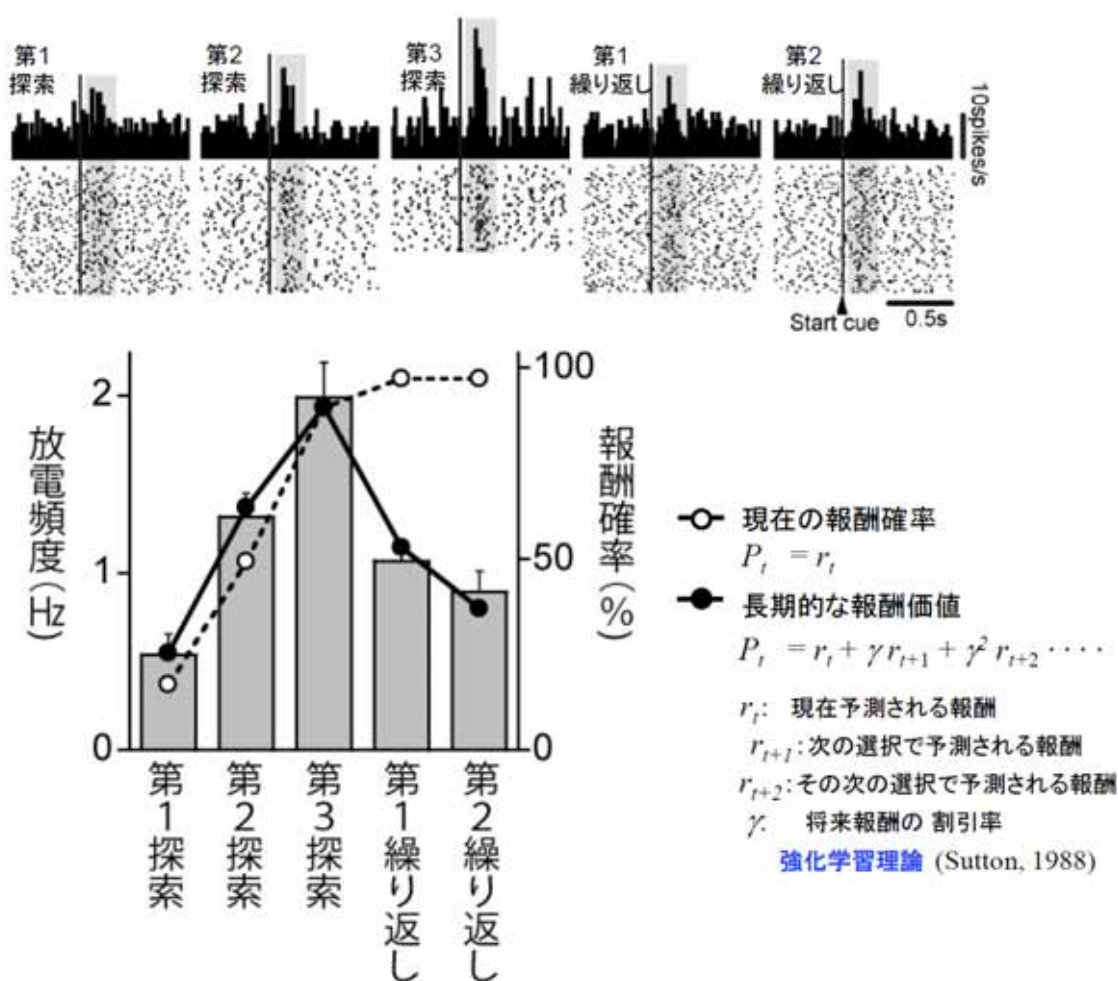 第1
探索
第2
探索
第3
探索
第1
繰り返し
第2
繰り返し
10spikes/s
Start cue
0.5s
放電頻度(Hz)
2
1
0
100
50
0
報酬確率(%)
第1探索
第2探索
第3探索
第1繰り返し
第2繰り返し
現在の報酬確率
P_t = r_t
長期的な報酬価値
P_t = r_t + γ r_{t+1} + γ² r_{t+2} ····
r_t: 現在予測される報酬
r_{t+1}:次の選択で予測される報酬
r_{t+2}:その次の選択で予測される報酬
γ: 将来報酬の 割引率
強化学習理論 (Sutton, 1988)